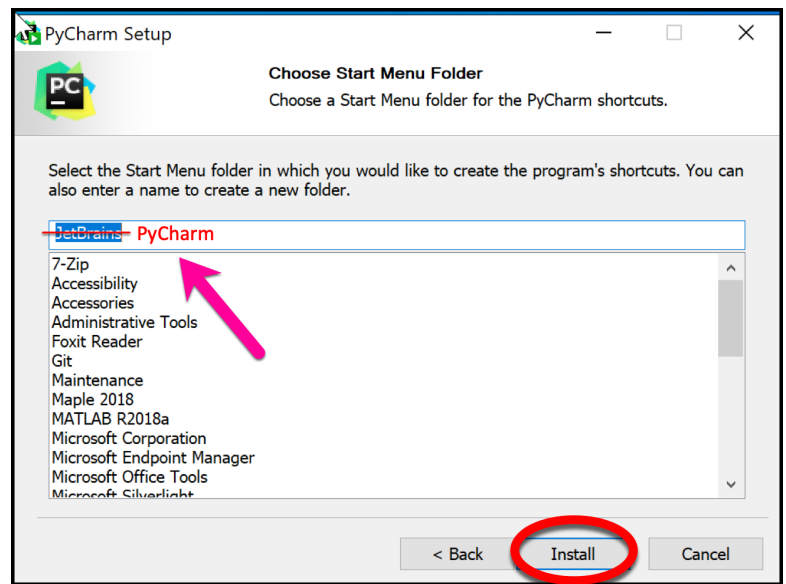 PyCharm Setup
PC
Choose Start Menu Folder
Choose a Start Menu folder for the PyCharm shortcuts.
Select the Start Menu folder in which you would like to create the program's shortcuts. You can
also enter a name to create a new folder.
JetBrains PyCharm
7-Zip
Accessibility
Accessories
Administrative Tools
Foxit Reader
Git
Maintenance
Maple 2018
MATLAB R2018a
Microsoft Corporation
Microsoft Endpoint Manager
Microsoft Office Tools
Microsoft Silverlight
< Back Install Cancel